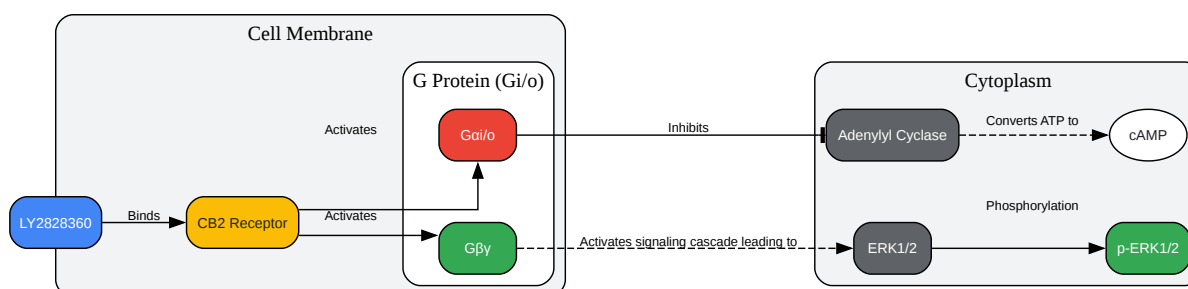 Cell Membrane
G Protein (Gi/o)
Cytoplasm
Activates
Gαi/o
Inhibits
Adenylyl Cyclase
Converts ATP to
cAMP
LY2828360
Binds
CB2 Receptor
Activates
Gβγ
Activates signaling cascade leading to
ERK1/2
Phosphorylation
p-ERK1/2